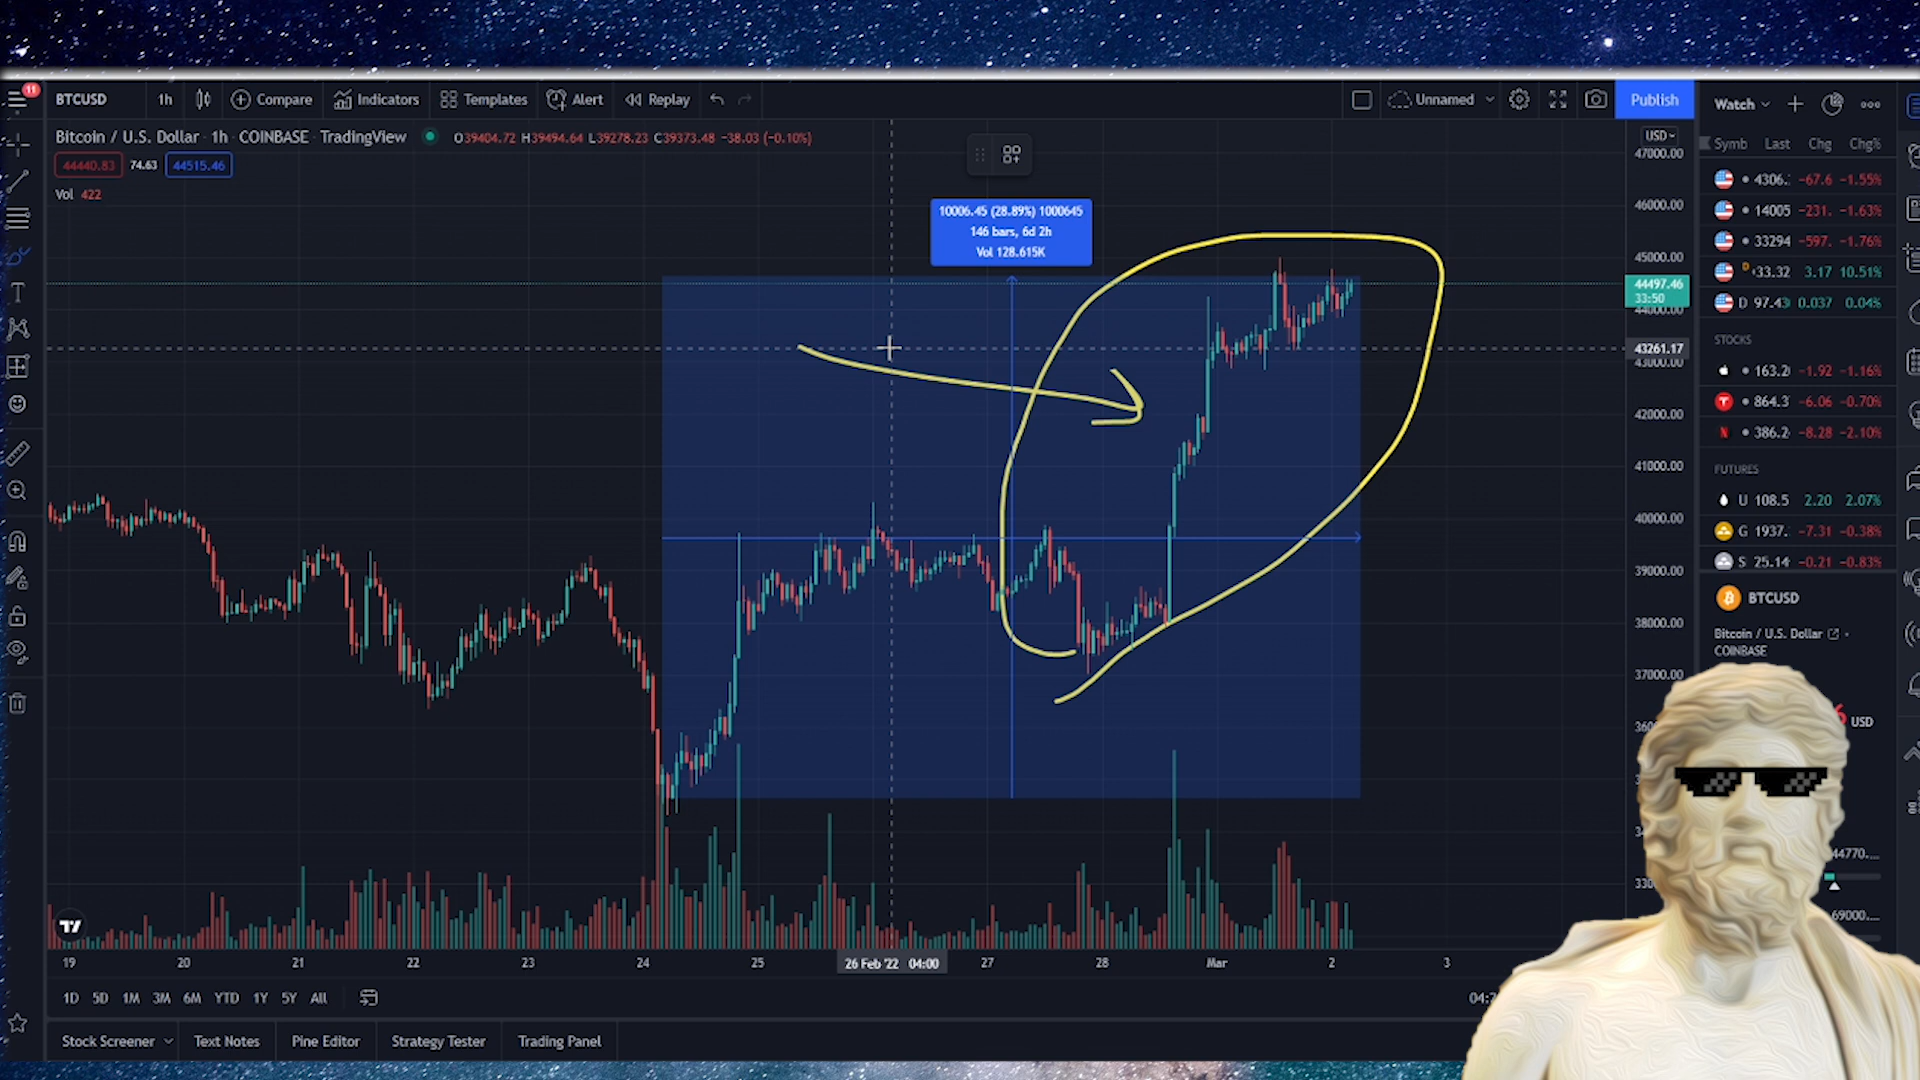 11
BTCUSD 1h Compare Indicators Templates Alert Replay Unnamed Publish Watch
Bitcoin / U.S. Dollar · 1h · COINBASE · TradingView O39404.72 H39494.64 L39278.23 C39373.48 −38.03 (−0.10%)
44440.83 74.63 44515.46
Vol 422
10006.45 (28.89%) 1000645
146 bars, 6d 2h
Vol 128.615K
USD
47000.00
46000.00
45000.00
44497.46
33:50
44000.00
43261.17
43000.00
42000.00
41000.00
40000.00
39000.00
38000.00
37000.00
19 20 21 22 23 24 25 26 Feb '22 04:00 27 28 Mar 2 3
1D 5D 1M 3M 6M YTD 1Y 5Y All
Stock Screener Text Notes Pine Editor Strategy Tester Trading Panel
Symb Last Chg Chg%
4306. −67.6 −1.55%
14005 −231. −1.63%
33294 −597. −1.76%
D 33.32 3.17 10.51%
D 97.43 0.037 0.04%
STOCKS
163.2 −1.92 −1.16%
864.3 −6.06 −0.70%
386.2 −8.28 −2.10%
FUTURES
U 108.5 2.20 2.07%
G 1937. −7.31 −0.38%
S 25.14 −0.21 −0.83%
BTCUSD
Bitcoin / U.S. Dollar
COINBASE
USD
44770....
69000....